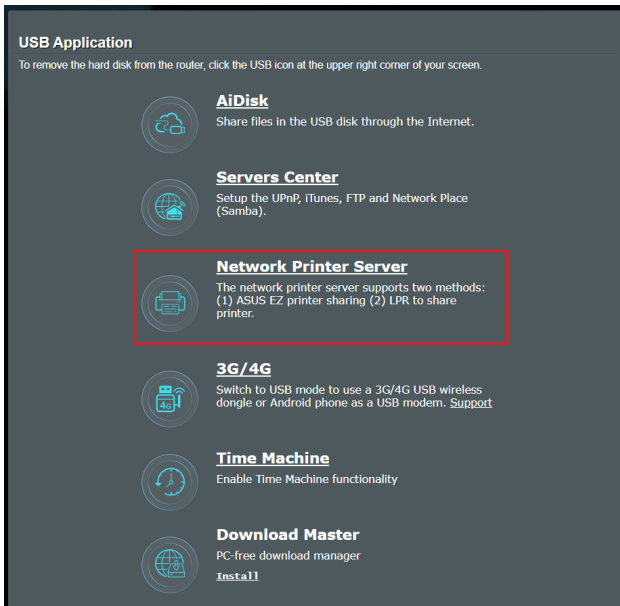 USB Application
To remove the hard disk from the router, click the USB icon at the upper right corner of your screen.
AiDisk
Share files in the USB disk through the Internet.
Servers Center
Setup the UPnP, iTunes, FTP and Network Place
(Samba).
Network Printer Server
The network printer server supports two methods:
(1) ASUS EZ printer sharing (2) LPR to share
printer.
3G/4G
4G
Switch to USB mode to use a 3G/4G USB wireless
dongle or Android phone as a USB modem. Support
Time Machine
Enable Time Machine functionality
Download Master
PC-free download manager
Install